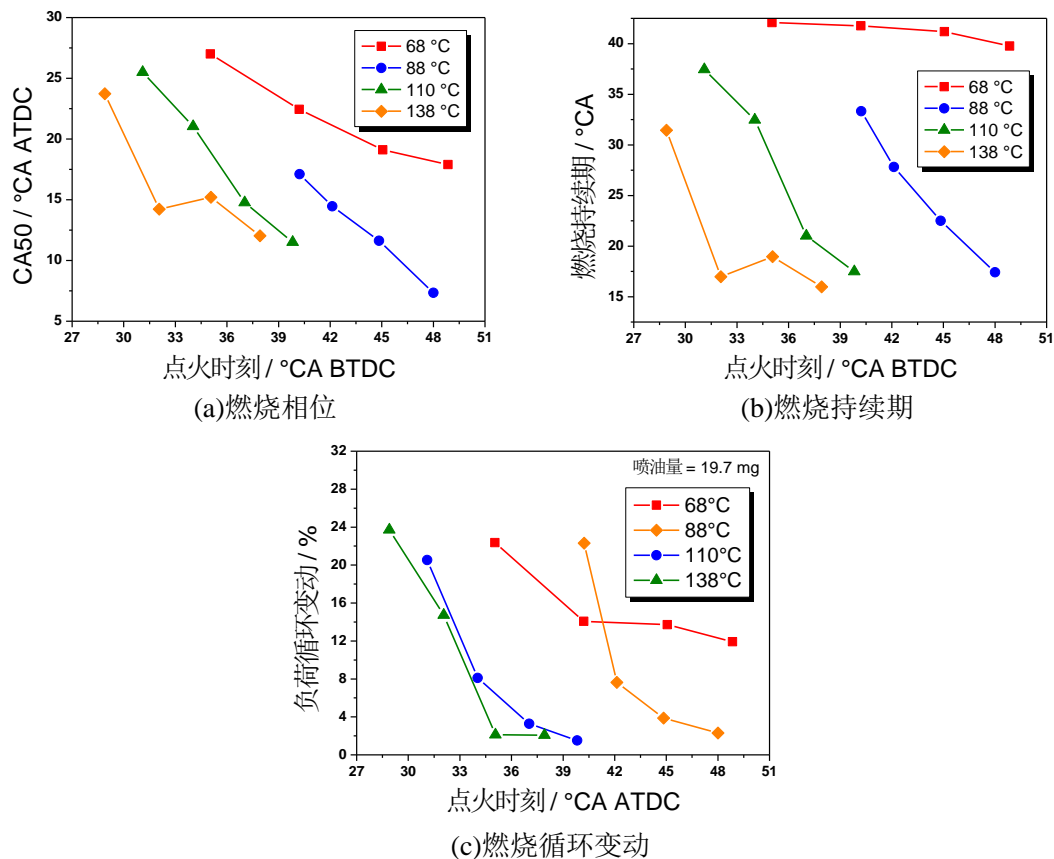 30
25
20
15
10
5
CA50 / °CA ATDC
68 °C
88 °C
110 °C
138 °C
27 30 33 36 39 42 45 48 51
点火时刻 / °CA BTDC
(a)燃烧相位
40
35
30
25
20
15
燃烧持续期 / °CA
68 °C
88 °C
110 °C
138 °C
27 30 33 36 39 42 45 48 51
点火时刻 / °CA BTDC
(b)燃烧持续期
32
28
24
20
16
12
8
4
0
负荷循环变动 / %
喷油量 = 19.7 mg
68°C
88°C
110°C
138°C
27 30 33 36 39 42 45 48 51
点火时刻 / °CA ATDC
(c)燃烧循环变动